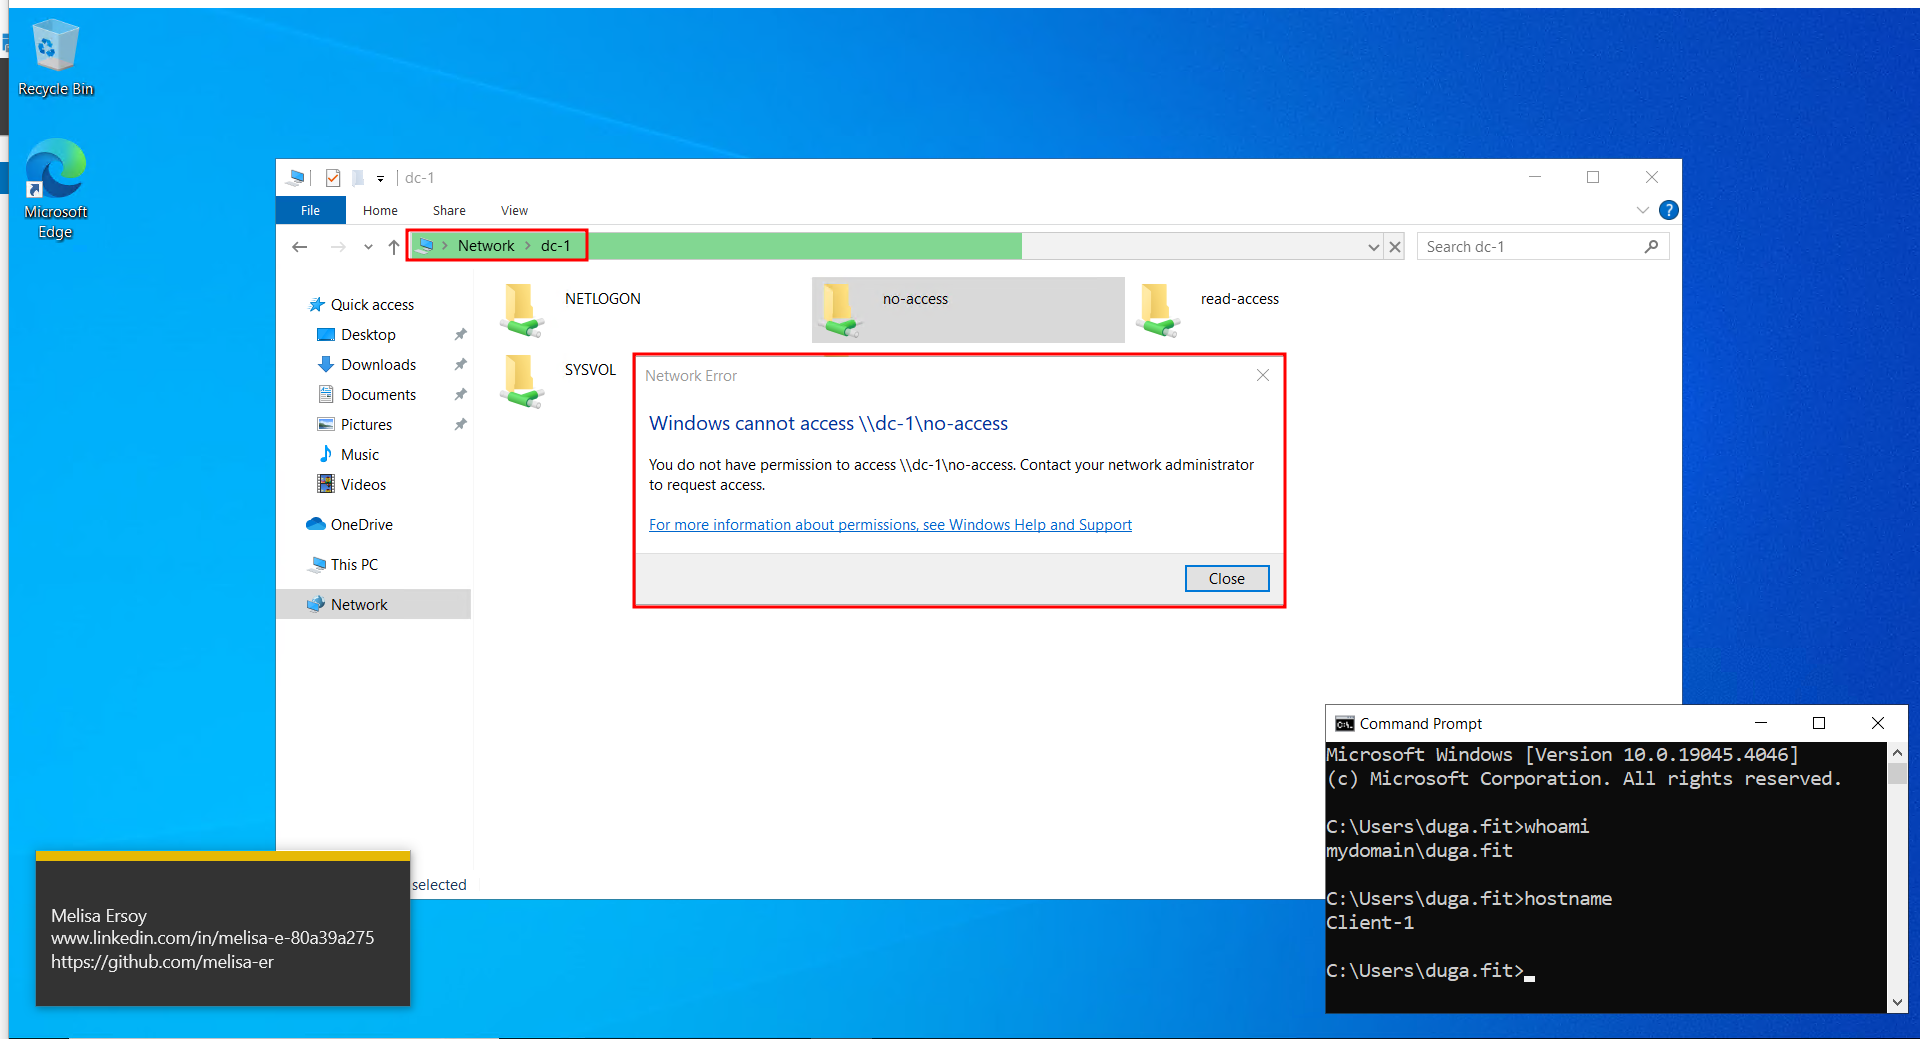 Recycle Bin
Microsoft
Edge
dc-1
File
Home
Share
View
?
Network
dc-1
Search dc-1
Quick access
Desktop
Downloads
Documents
Pictures
Music
Videos
OneDrive
This PC
Network
NETLOGON
no-access
read-access
SYSVOL
selected
Network Error
Windows cannot access \\dc-1\no-access
You do not have permission to access \\dc-1\no-access. Contact your network administrator
to request access.
For more information about permissions, see Windows Help and Support
Close
Command Prompt
Microsoft Windows [Version 10.0.19045.4046]
(c) Microsoft Corporation. All rights reserved.
C:\Users\duga.fit>whoami
mydomain\duga.fit
C:\Users\duga.fit>hostname
Client-1
C:\Users\duga.fit>
Melisa Ersoy
www.linkedin.com/in/melisa-e-80a39a275
https://github.com/melisa-er